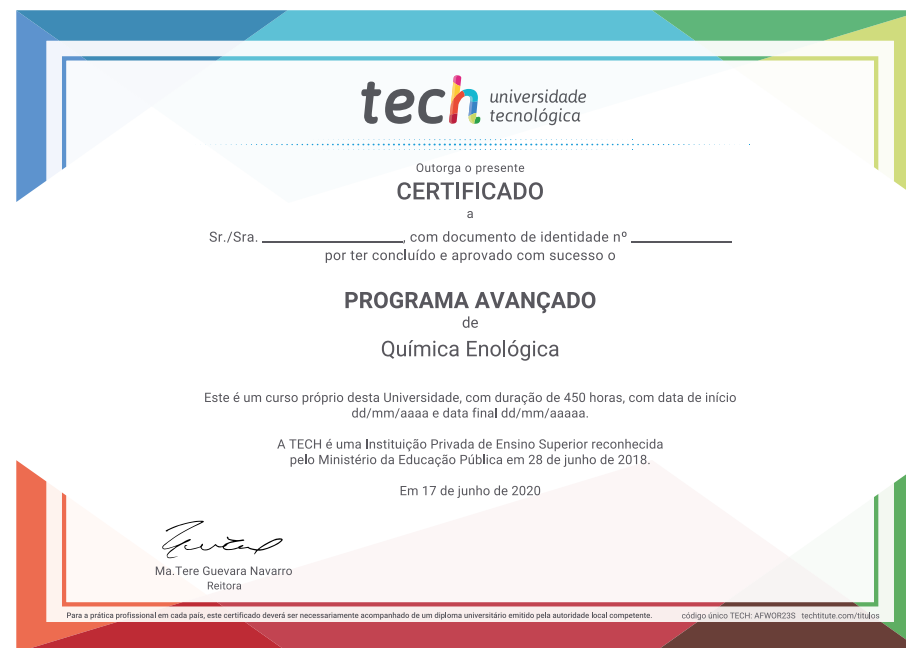 tech universidade
tecnológica
Outorga o presente
CERTIFICADO
a
Sr./Sra. ____________, com documento de identidade nº ____________
por ter concluído e aprovado com sucesso o
PROGRAMA AVANÇADO
de
Química Enológica
Este é um curso próprio desta Universidade, com duração de 450 horas, com data de início
dd/mm/aaaa e data final dd/mm/aaaaa.
A TECH é uma Instituição Privada de Ensino Superior reconhecida
pelo Ministério da Educação Pública em 28 de junho de 2018.
Em 17 de junho de 2020
Ma.Tere Guevara Navarro
Reitora
Para a prática profissional em cada país, este certificado deverá ser necessariamente acompanhado de um diploma universitário emitido pela autoridade local competente. código único TECH: AFWOR23S techtitute.com/titulos